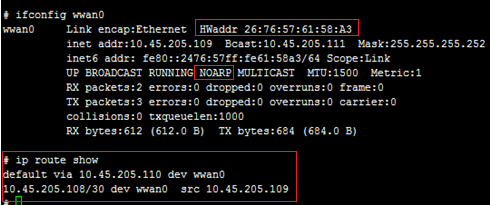 # ifconfig wwan0
wwan0 Link encap:Ethernet HWaddr 26:76:57:61:58:A3
inet addr:10.45.205.109 Bcast:10.45.205.111 Mask:255.255.255.252
inet6 addr: fe80::2476:57ff:fe61:58a3/64 Scope:Link
UP BROADCAST RUNNING NOARP MULTICAST MTU:1500 Metric:1
RX packets:2 errors:0 dropped:0 overruns:0 frame:0
TX packets:3 errors:0 dropped:0 overruns:0 carrier:0
collisions:0 txqueuelen:1000
RX bytes:612 (612.0 B) TX bytes:684 (684.0 B)
# ip route show
default via 10.45.205.110 dev wwan0
10.45.205.108/30 dev wwan0 src 10.45.205.109
#